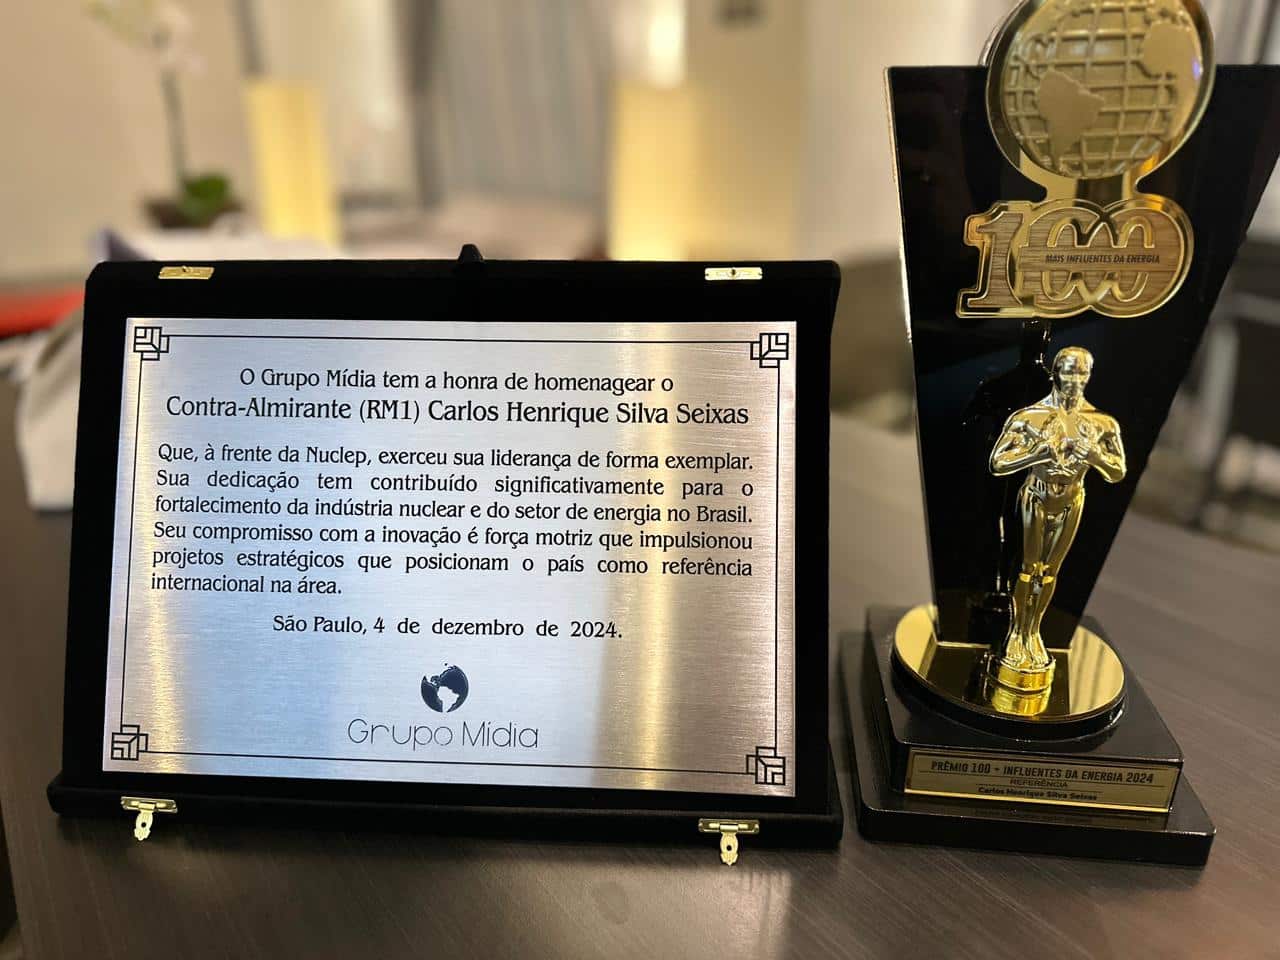 O Grupo Mídia tem a honra de homenagear o
Contra-Almirante (RM1) Carlos Henrique Silva Seixas
Que, à frente da Nuclep, exerceu sua liderança de forma exemplar.
Sua dedicação tem contribuído significativamente para o
fortalecimento da indústria nuclear e do setor de energia no Brasil.
Seu compromisso com a inovação é força motriz que impulsionou
projetos estratégicos que posicionam o país como referência
internacional na área.
São Paulo, 4 de dezembro de 2024.
Grupo Mídia
100
MAIS INFLUENTES DA ENERGIA
PRÊMIO 100 + INFLUENTES DA ENERGIA 2024
REFERÊNCIA
Carlos Henrique Silva Seixas